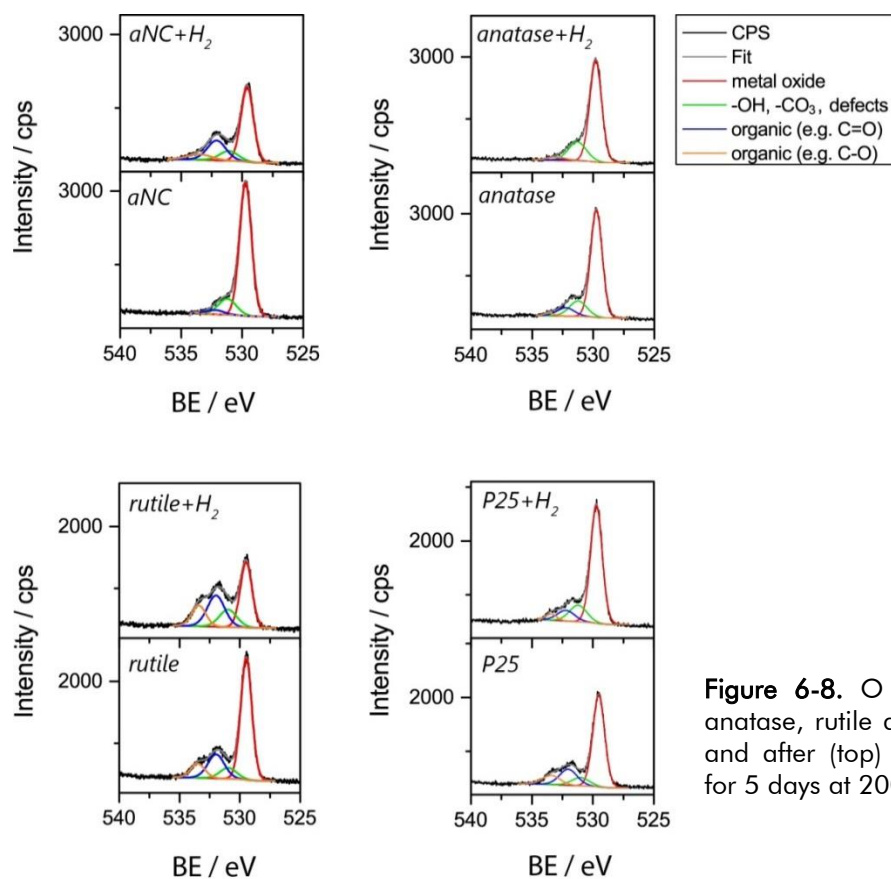 aNC+H2
3000
Intensity / cps
aNC
3000
540 535 530 525
BE / eV
anatase+H2
3000
anatase
3000
540 535 530 525
BE / eV
CPS
Fit
metal oxide
-OH, -CO3, defects
organic (e.g. C=O)
organic (e.g. C-O)
rutile+H2
2000
Intensity / cps
rutile
2000
540 535 530 525
BE / eV
P25+H2
2000
Intensity / cps
P25
2000
540 535 530 525
BE / eV
Figure 6-8. O
anatase, rutile
and after (top)
for 5 days at